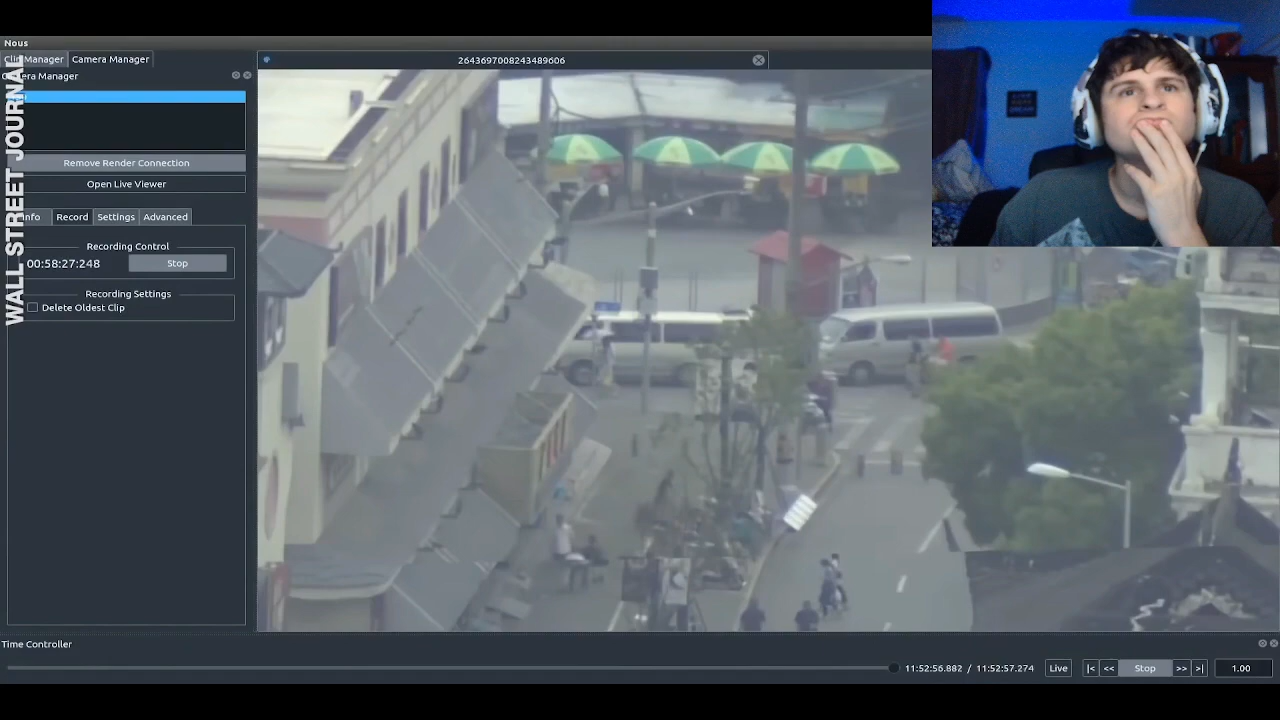 Nous
Clip Manager
Camera Manager
Camera Manager
2643697008243489606
WALL STREET JOURNAL
Remove Render Connection
Open Live Viewer
Info
Record
Settings
Advanced
Recording Control
00:58:27:248
Stop
Recording Settings
Delete Oldest Clip
Time Controller
11:52:56.882 / 11:52:57.274
Live
|<
<<
Stop
>>
>|
1.00